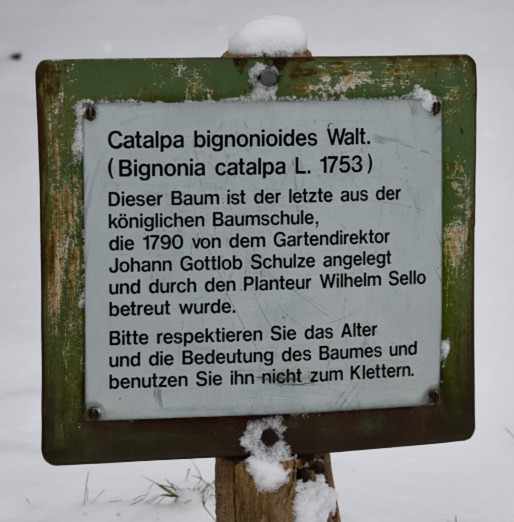 Catalpa bignonioides Walt.
(Bignonia catalpa L. 1753)
Dieser Baum ist der letzte aus der
königlichen Baumschule,
die 1790 von dem Gartendirektor
Johann Gottlob Schulze angelegt
und durch den Planteur Wilhelm Sello
betreut wurde.
Bitte respektieren Sie das Alter
und die Bedeutung des Baumes und
benutzen Sie ihn nicht zum Klettern.